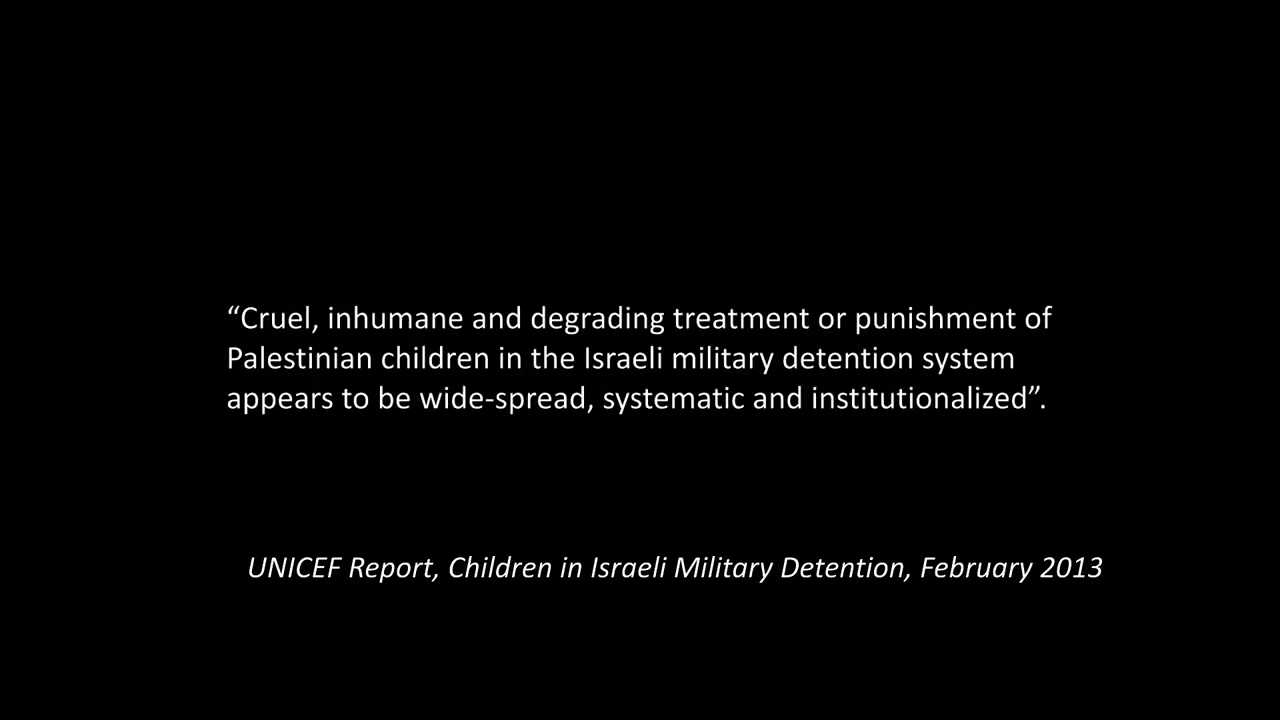 “Cruel, inhumane and degrading treatment or punishment of
Palestinian children in the Israeli military detention system
appears to be wide-spread, systematic and institutionalized”.
UNICEF Report, Children in Israeli Military Detention, February 2013